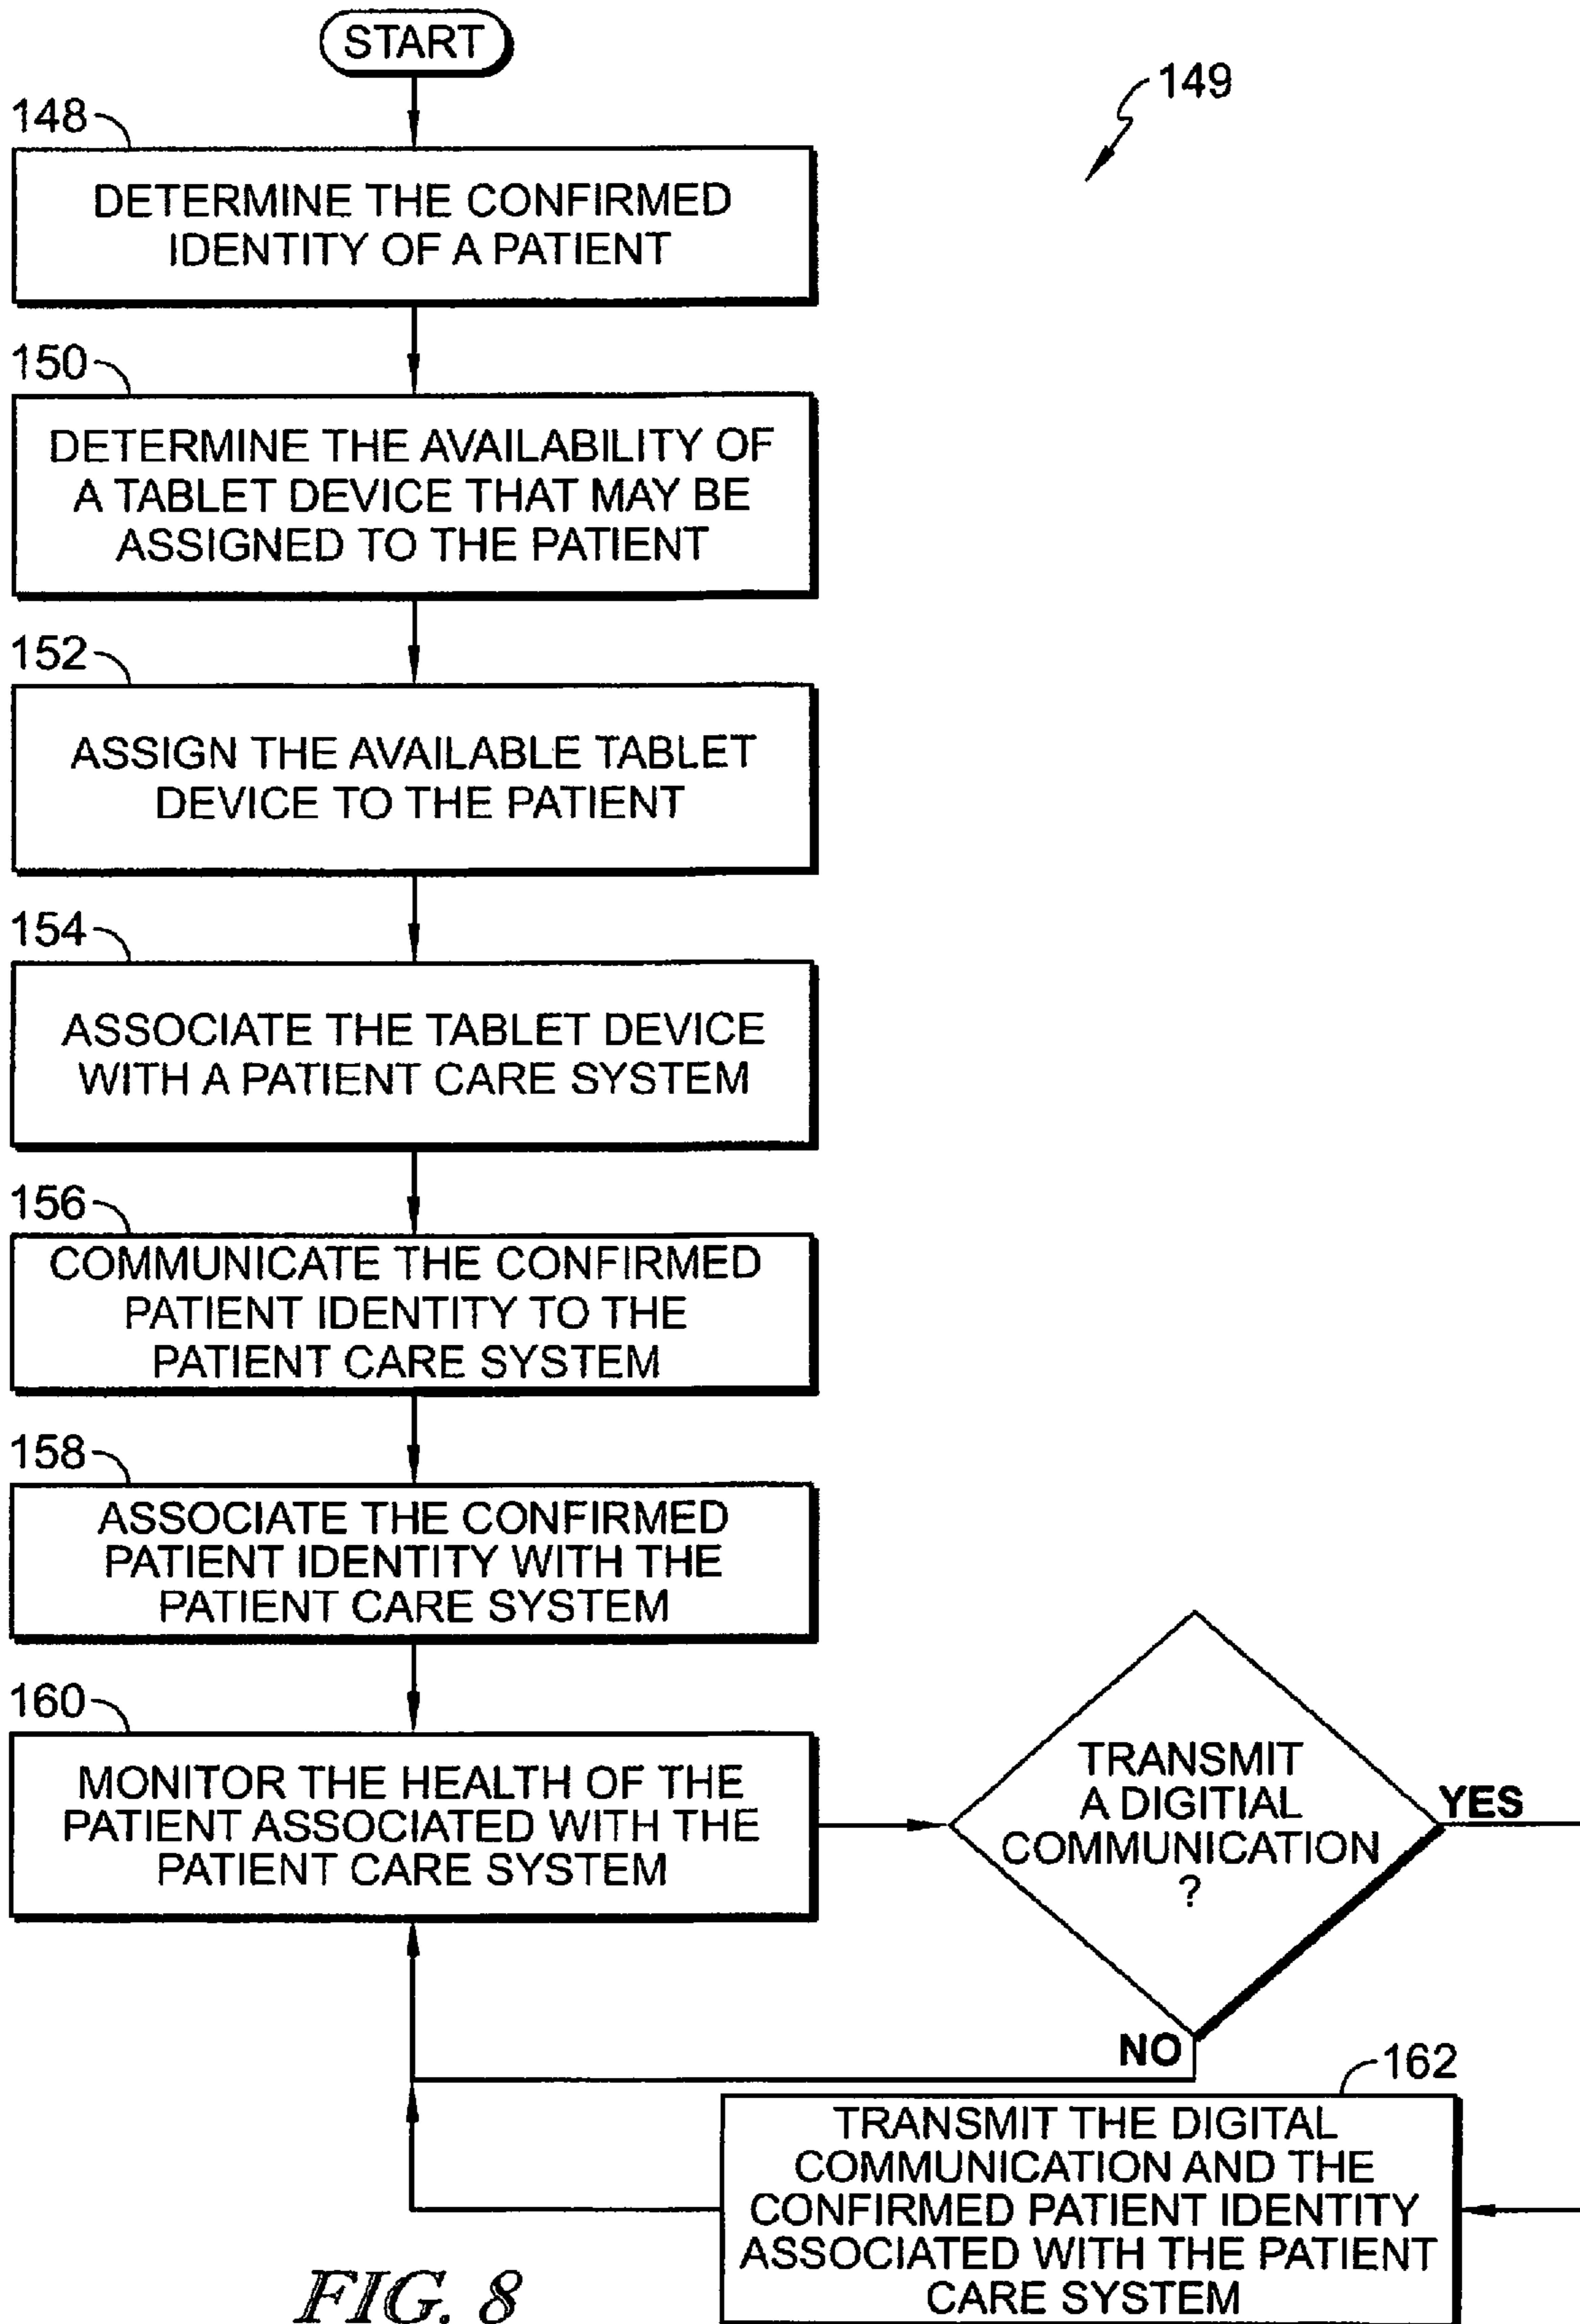 START
149
148
DETERMINE THE CONFIRMED
IDENTITY OF A PATIENT
150
DETERMINE THE AVAILABILITY OF
A TABLET DEVICE THAT MAY BE
ASSIGNED TO THE PATIENT
152
ASSIGN THE AVAILABLE TABLET
DEVICE TO THE PATIENT
154
ASSOCIATE THE TABLET DEVICE
WITH A PATIENT CARE SYSTEM
156
COMMUNICATE THE CONFIRMED
PATIENT IDENTITY TO THE
PATIENT CARE SYSTEM
158
ASSOCIATE THE CONFIRMED
PATIENT IDENTITY WITH THE
PATIENT CARE SYSTEM
160
MONITOR THE HEALTH OF THE
PATIENT ASSOCIATED WITH THE
PATIENT CARE SYSTEM
TRANSMIT
A DIGITIAL
COMMUNICATION
?
YES
NO
162
TRANSMIT THE DIGITAL
COMMUNICATION AND THE
CONFIRMED PATIENT IDENTITY
ASSOCIATED WITH THE PATIENT
CARE SYSTEM
FIG. 8